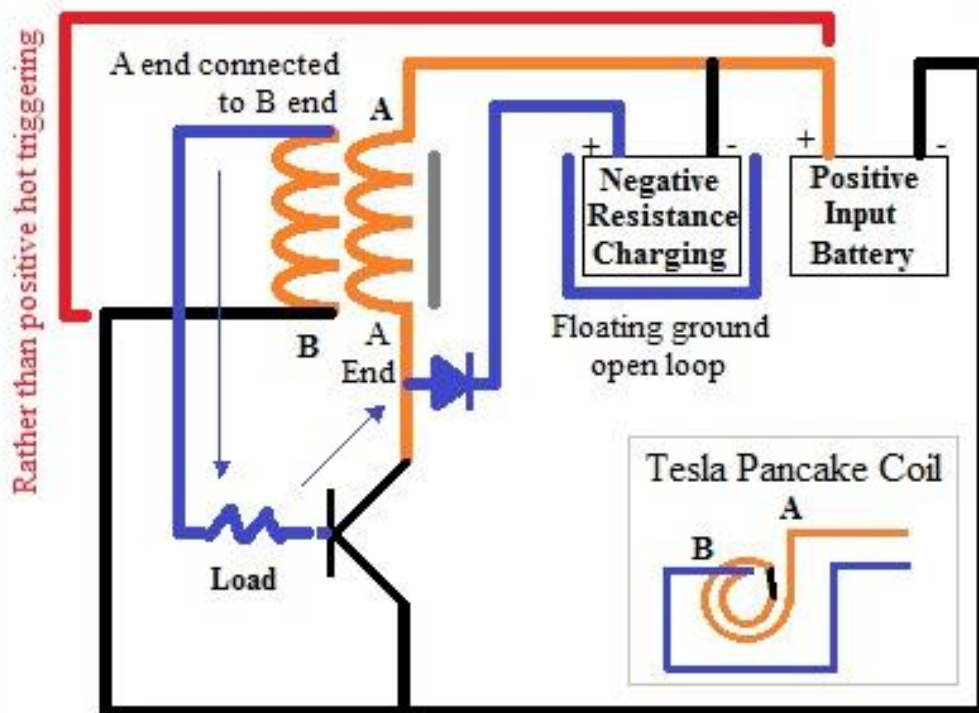 Rather than positive hot triggering
A end connected
to B end
A
B
A
End
Load
+
-
Negative
Resistance
Charging
Floating ground
open loop
+
-
Positive
Input
Battery
Tesla Pancake Coil
A
B